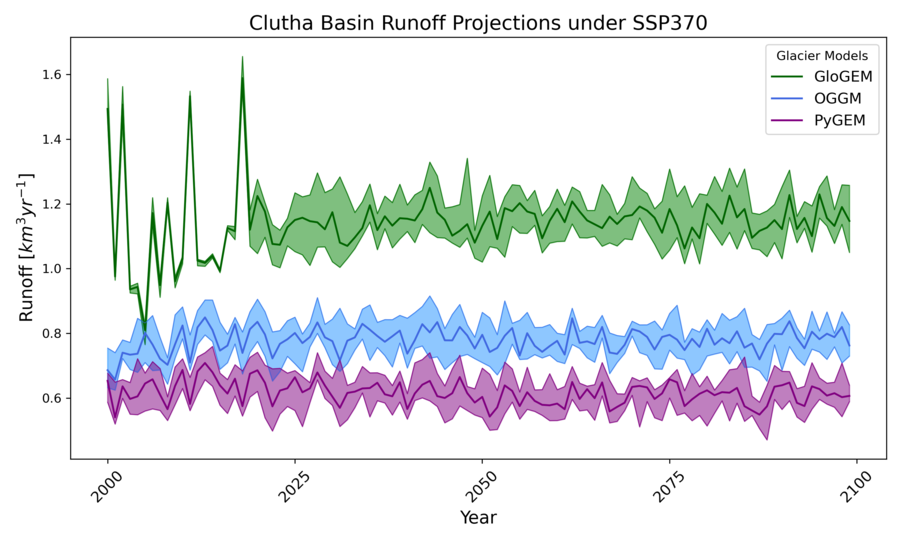 Clutha Basin Runoff Projections under SSP370
Glacier Models
GloGEM
OGGM
PyGEM
Runoff [km³yr⁻¹]
1.6
1.4
1.2
1.0
0.8
0.6
2000
2025
2050
2075
2100
Year